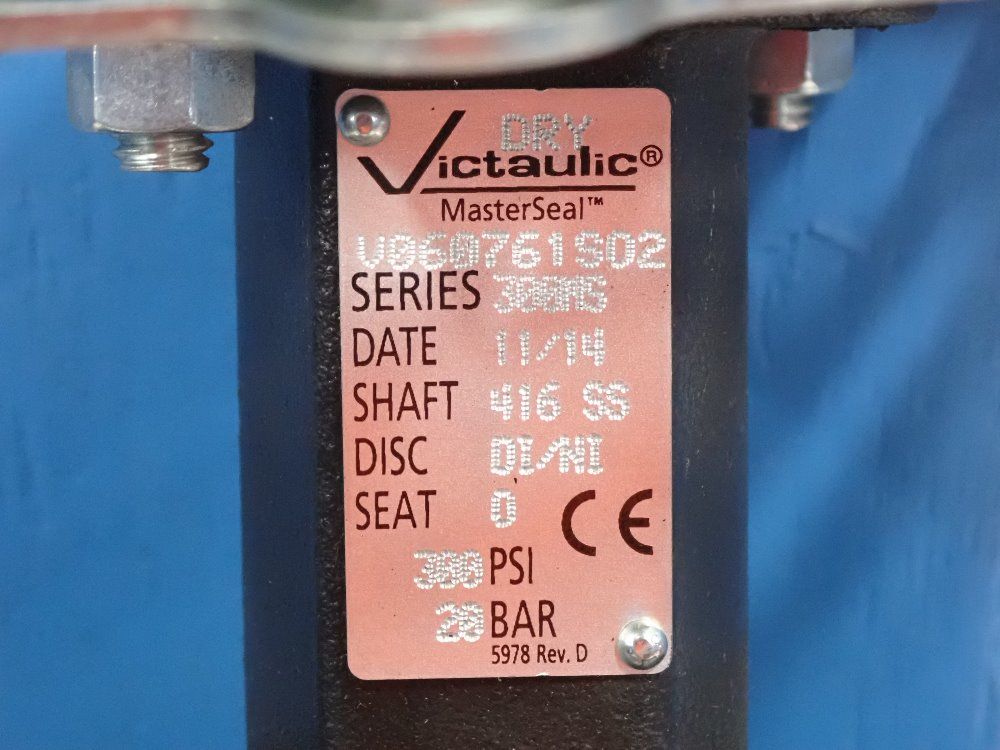 DRY
Victaulic®
MasterSeal™
V060761SO2
SERIES 300MS
DATE 11/14
SHAFT 416 SS
DISC DI/NI
SEAT O
CE
300 PSI
20 BAR
5978 Rev. D